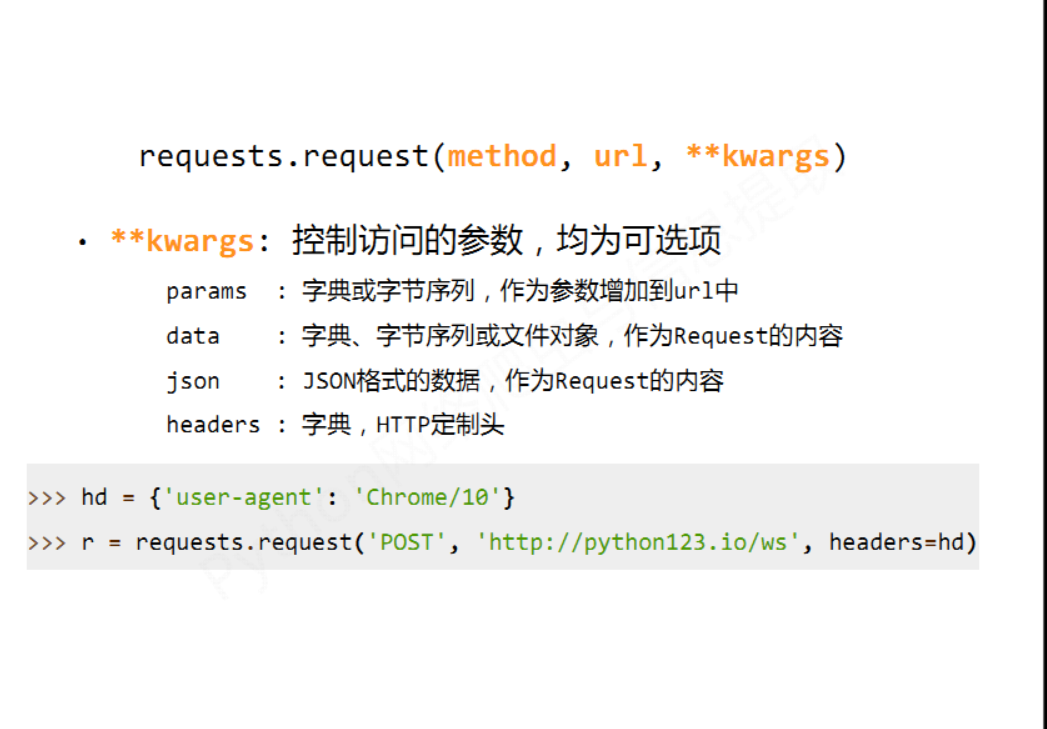 requests.request(method, url, **kwargs)
· **kwargs: 控制访问的参数，均为可选项
params : 字典或字节序列，作为参数增加到url中
data : 字典、字节序列或文件对象，作为Request的内容
json : JSON格式的数据，作为Request的内容
headers : 字典，HTTP定制头
>>> hd = {'user-agent': 'Chrome/10'}
>>> r = requests.request('POST', 'http://python123.io/ws', headers=hd)